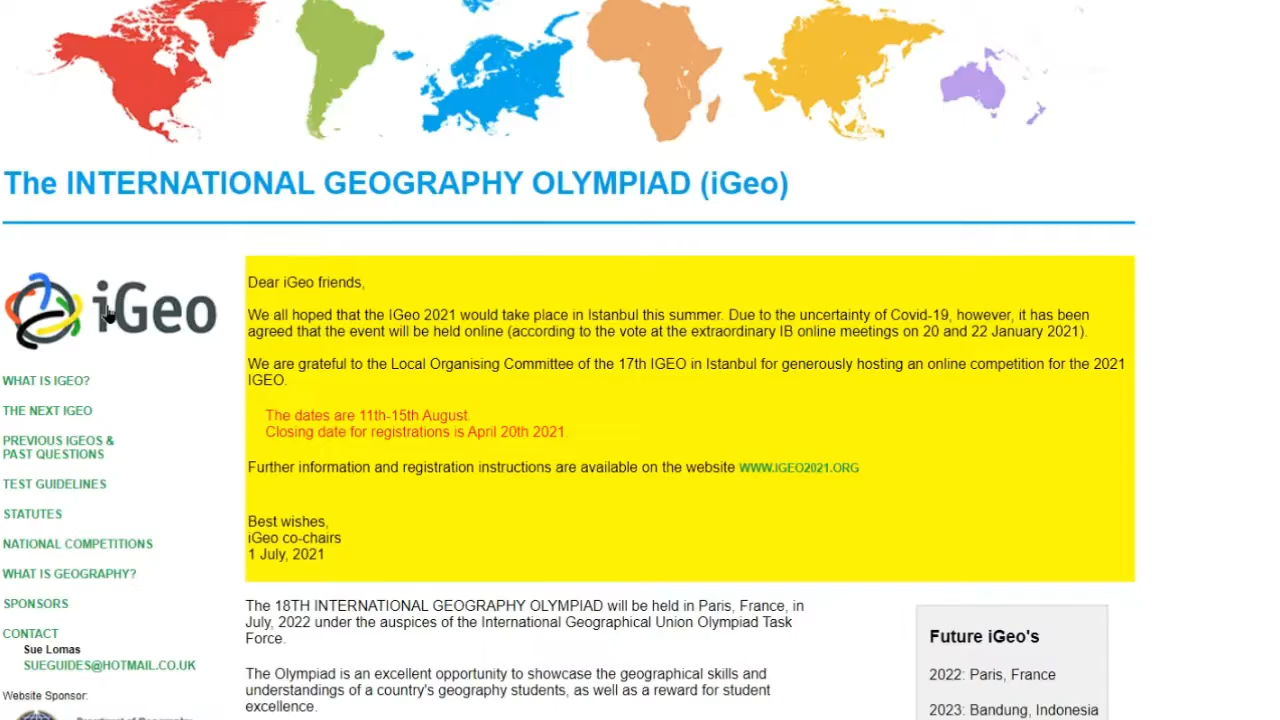 The INTERNATIONAL GEOGRAPHY OLYMPIAD (iGeo)
iGeo
WHAT IS IGEO?
THE NEXT IGEO
PREVIOUS IGEOS &
PAST QUESTIONS
TEST GUIDELINES
STATUTES
NATIONAL COMPETITIONS
WHAT IS GEOGRAPHY?
SPONSORS
CONTACT
Sue Lomas
SUEGUIDES@HOTMAIL.CO.UK
Website Sponsor:
Dear iGeo friends,
We all hoped that the IGeo 2021 would take place in Istanbul this summer. Due to the uncertainty of Covid-19, however, it has been
agreed that the event will be held online (according to the vote at the extraordinary IB online meetings on 20 and 22 January 2021).
We are grateful to the Local Organising Committee of the 17th IGEO in Istanbul for generously hosting an online competition for the 2021
IGEO.
The dates are 11th-15th August.
Closing date for registrations is April 20th 2021.
Further information and registration instructions are available on the website WWW.IGEO2021.ORG
Best wishes,
iGeo co-chairs
1 July, 2021
The 18TH INTERNATIONAL GEOGRAPHY OLYMPIAD will be held in Paris, France, in
July, 2022 under the auspices of the International Geographical Union Olympiad Task
Force.
The Olympiad is an excellent opportunity to showcase the geographical skills and
understandings of a country's geography students, as well as a reward for student
excellence.
Future iGeo's
2022: Paris, France
2023: Bandung, Indonesia